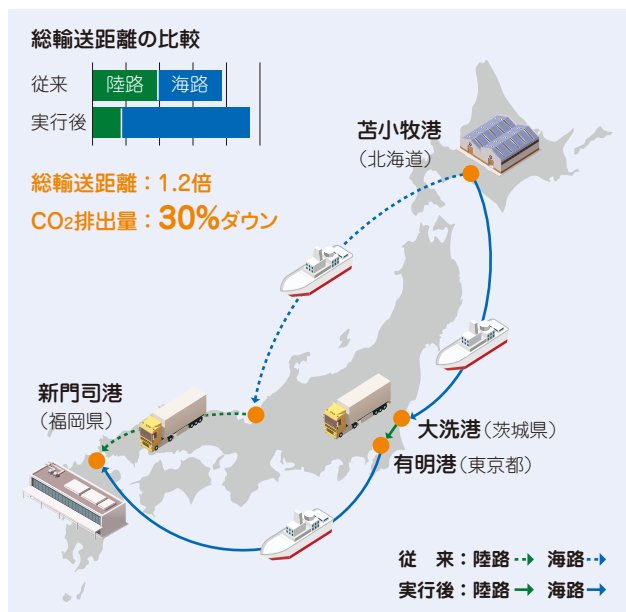 総輸送距離の比較
従来
陸路
海路
実行後
総輸送距離：1.2倍
CO2排出量：30%ダウン
苫小牧港
（北海道）
新門司港
（福岡県）
大洗港（茨城県）
有明港（東京都）
従　来：陸路 海路
実行後：陸路 海路